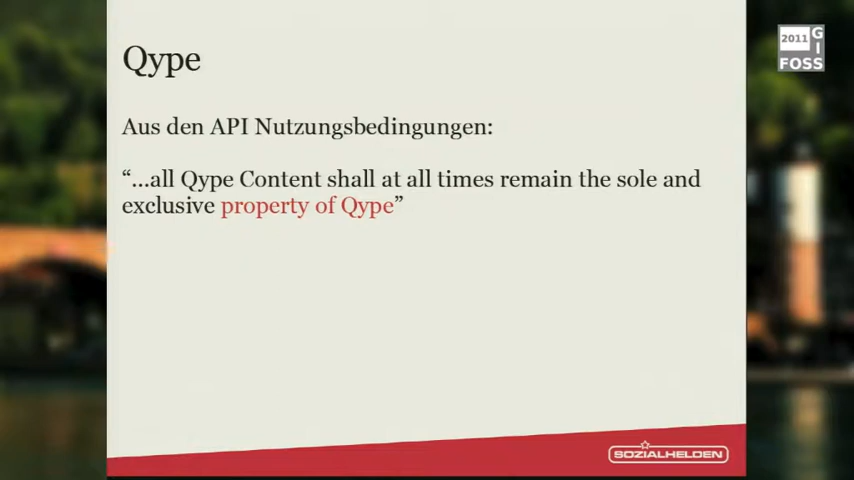 Qype
Aus den API Nutzungsbedingungen:
“...all Qype Content shall at all times remain the sole and
exclusive property of Qype”
SOZIALHELDEN
2011 G
I
FOSS